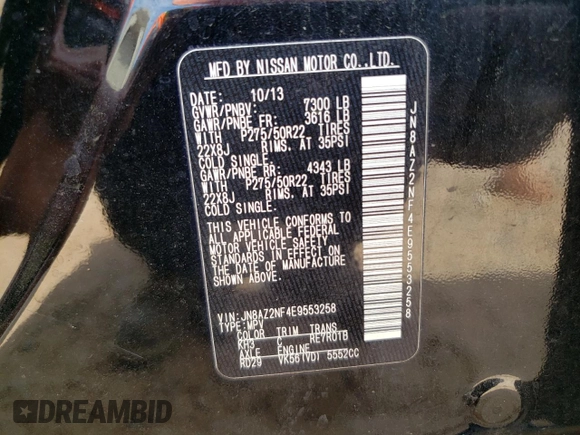 MFD BY NISSAN MOTOR CO.,LTD.
DATE: 10/13
GVWR/PNBV: 7300 LB
GAWR/PNBE FR: 3616 LB
WITH P275/50R22 TIRES
22X8J RIMS. AT 35PSI
COLD SINGLE.
GAWR/PNBE RR: 4343 LB
WITH P275/50R22 TIRES
22X8J RIMS. AT 35PSI
COLD SINGLE.
THIS VEHICLE CONFORMS TO
ALL APPLICABLE FEDERAL
MOTOR VEHICLE SAFETY
STANDARDS IN EFFECT ON
THE DATE OF MANUFACTURE
SHOWN ABOVE.
VIN: JN8AZ2NF4E9553258
TYPE: MPV
COLOR TRIM TRANS
KH3 C RE7R01B
AXLE ENGINE
RD29 VK56(VD) 5552CC
JN8AZ2NF4E9553258
DREAMBID